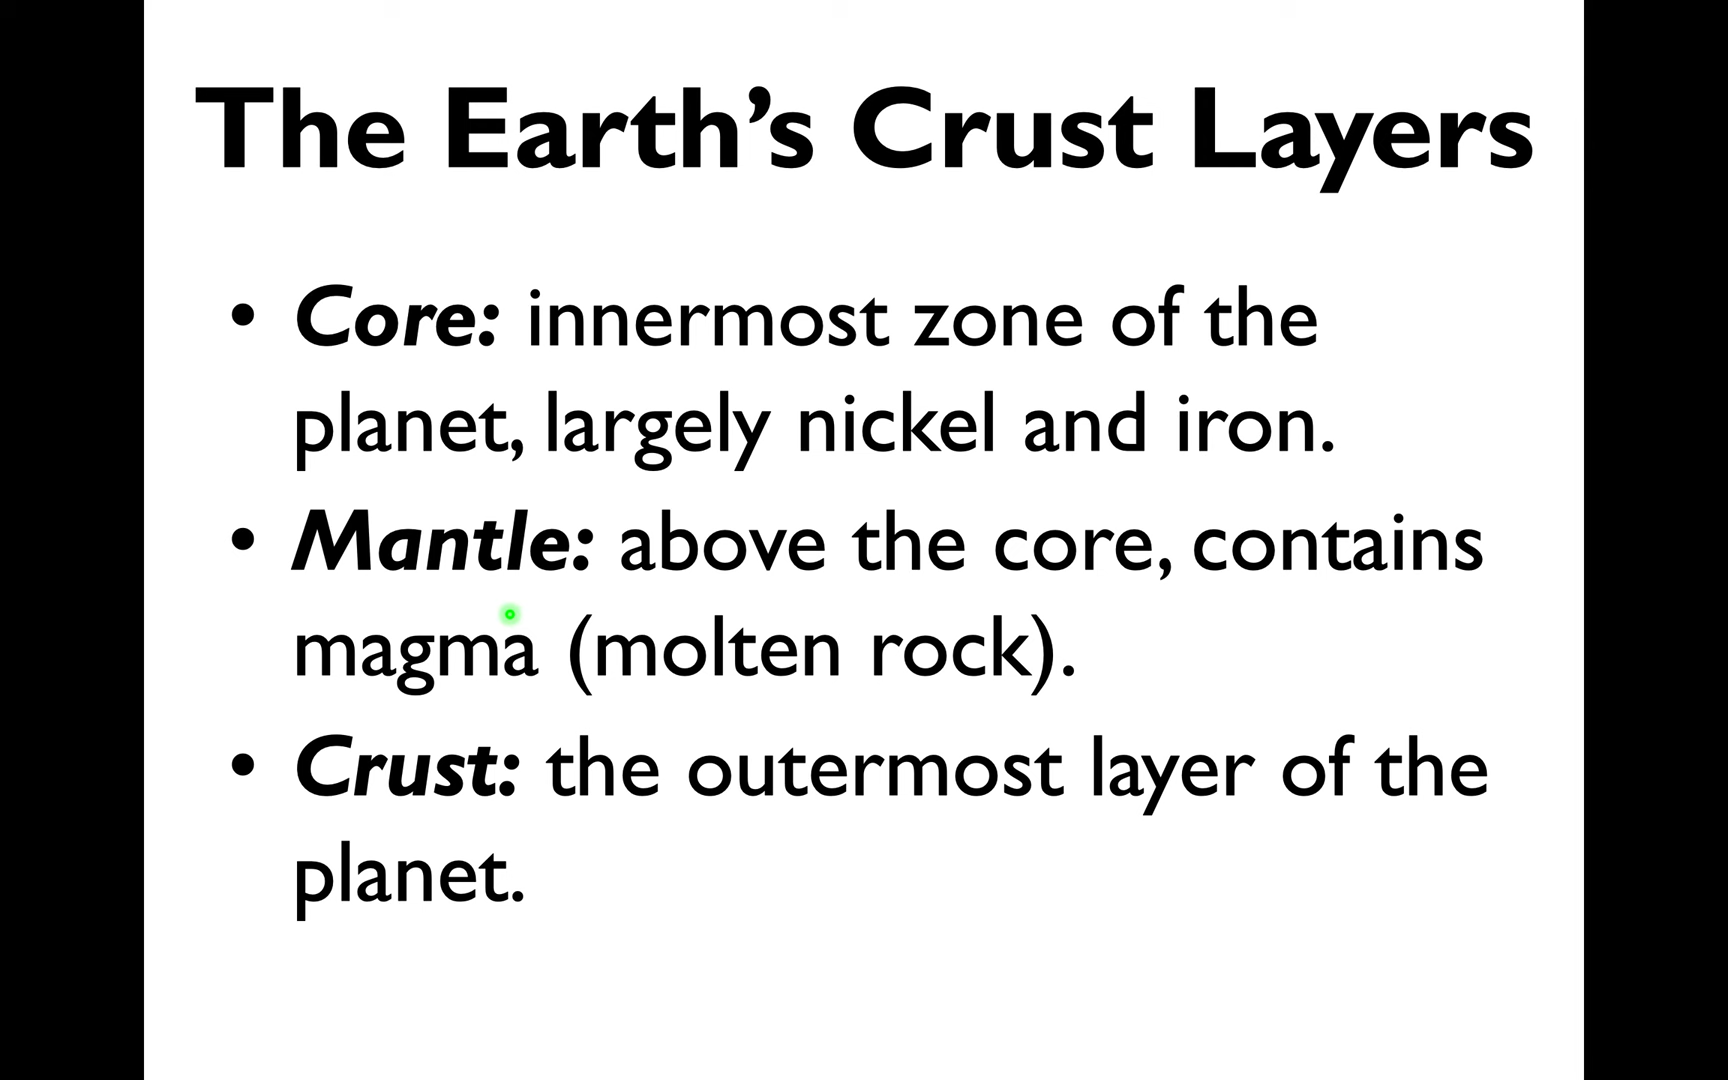 The Earth’s Crust Layers
• Core: innermost zone of the
planet, largely nickel and iron.
• Mantle: above the core, contains
magma (molten rock).
• Crust: the outermost layer of the
planet.